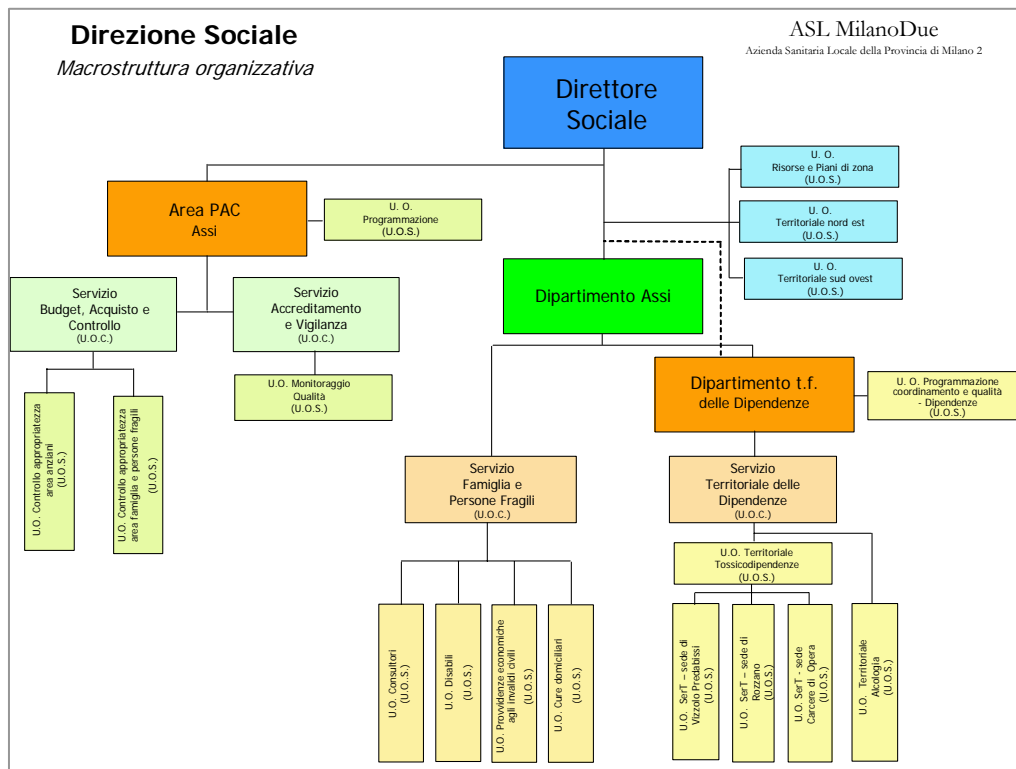 Direzione Sociale
Macrostruttura organizzativa
ASL MilanoDue
Azienda Sanitaria Locale della Provincia di Milano 2
Direttore
Sociale
U. O.
Risorse e Piani di zona
(U.O.S.)
Area PAC
Assi
U. O.
Programmazione
(U.O.S.)
U. O.
Territoriale nord est
(U.O.S.)
U. O.
Territoriale sud ovest
(U.O.S.)
Servizio
Budget, Acquisto e
Controllo
(U.O.C.)
Servizio
Accreditamento
e Vigilanza
(U.O.C.)
Dipartimento Assi
U.O. Monitoraggio
Qualità
(U.O.S.)
Dipartimento t.f.
delle Dipendenze
U. O. Programmazione
coordinamento e qualità
- Dipendenze
(U.O.S.)
U.O. Controllo appropriatezza
area anziani
(U.O.S.)
U.O. Controllo appropriatezza
area famiglia e persone fragili
(U.O.S.)
Servizio
Famiglia e
Persone Fragili
(U.O.C.)
Servizio
Territoriale delle
Dipendenze
(U.O.C.)
U.O. Territoriale
Tossicodipendenze
(U.O.S.)
U.O. Consultori
(U.O.S.)
U.O. Disabili
(U.O.S.)
U.O. Provvidenze economiche
agli invalidi civili
(U.O.S.)
U.O. Cure domiciliari
(U.O.S.)
U.O. SerT – sede di
Vizzolo Predabissi
(U.O.S.)
U.O. SerT – sede di
Rozzano
(U.O.S.)
U.O. SerT - sede
Carcere di Opera
(U.O.S.)
U.O. Territoriale
Alcologia
(U.O.S.)